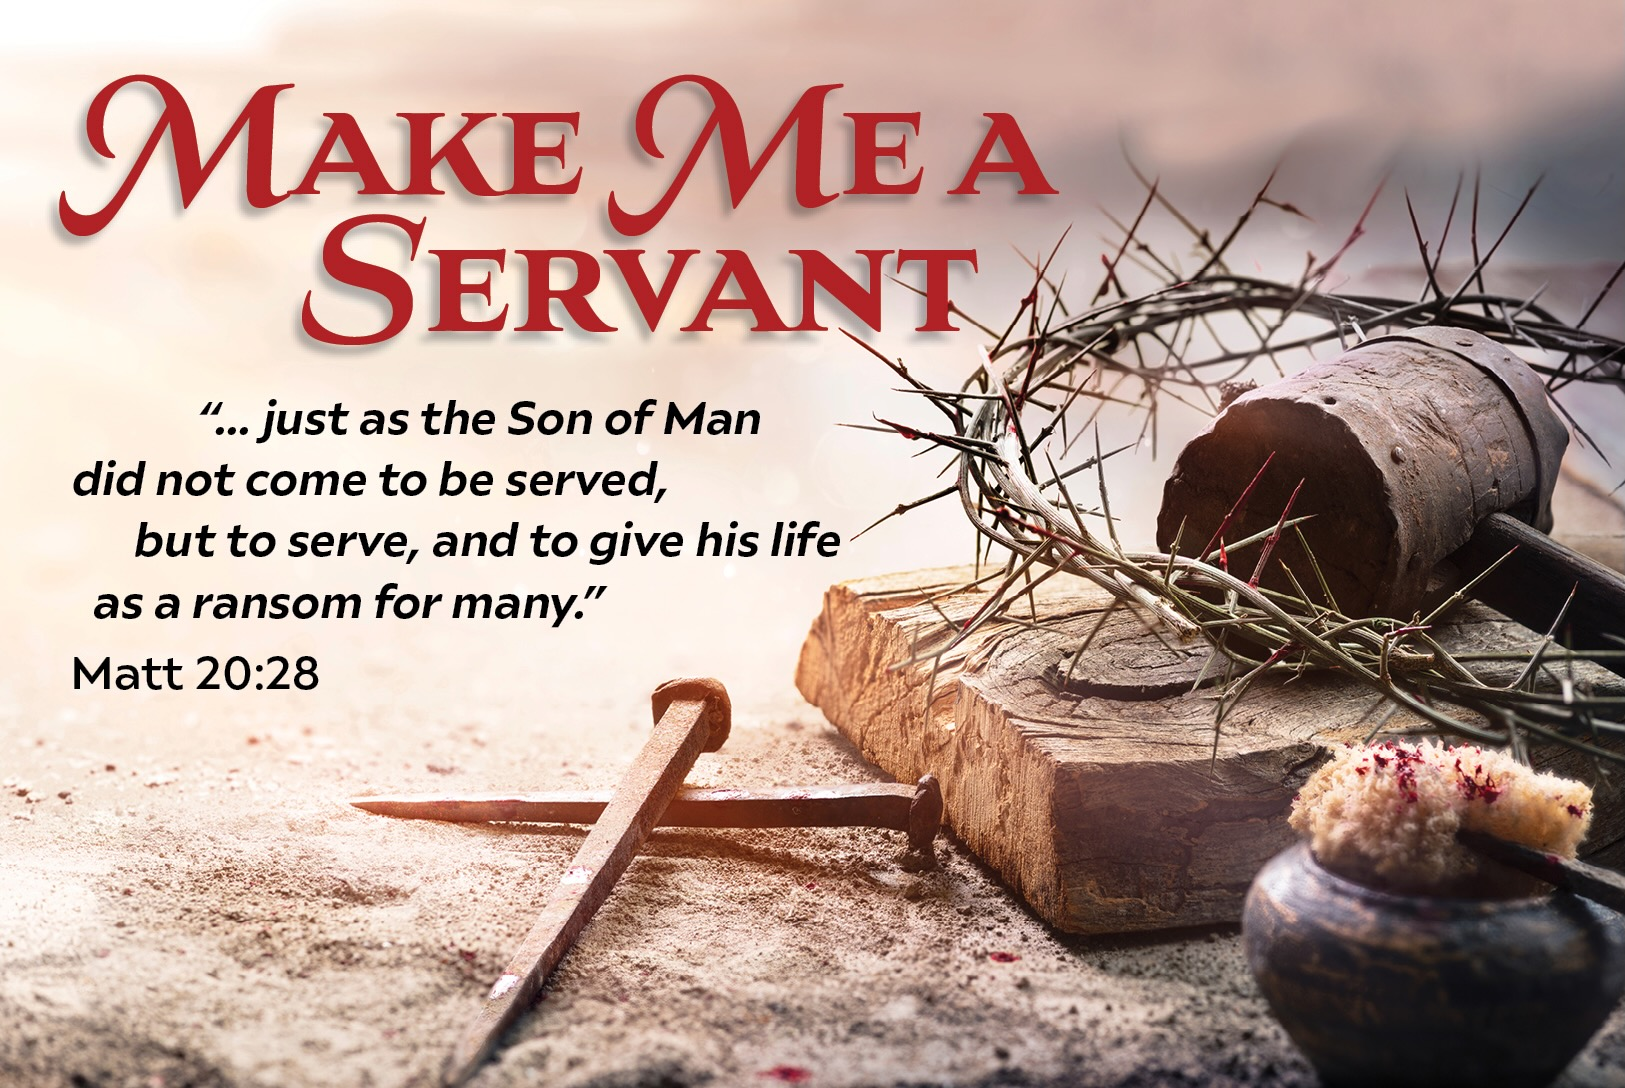 Make Me A
Servant
“... just as the Son of Man
did not come to be served,
but to serve, and to give his life
as a ransom for many.”
Matt 20:28